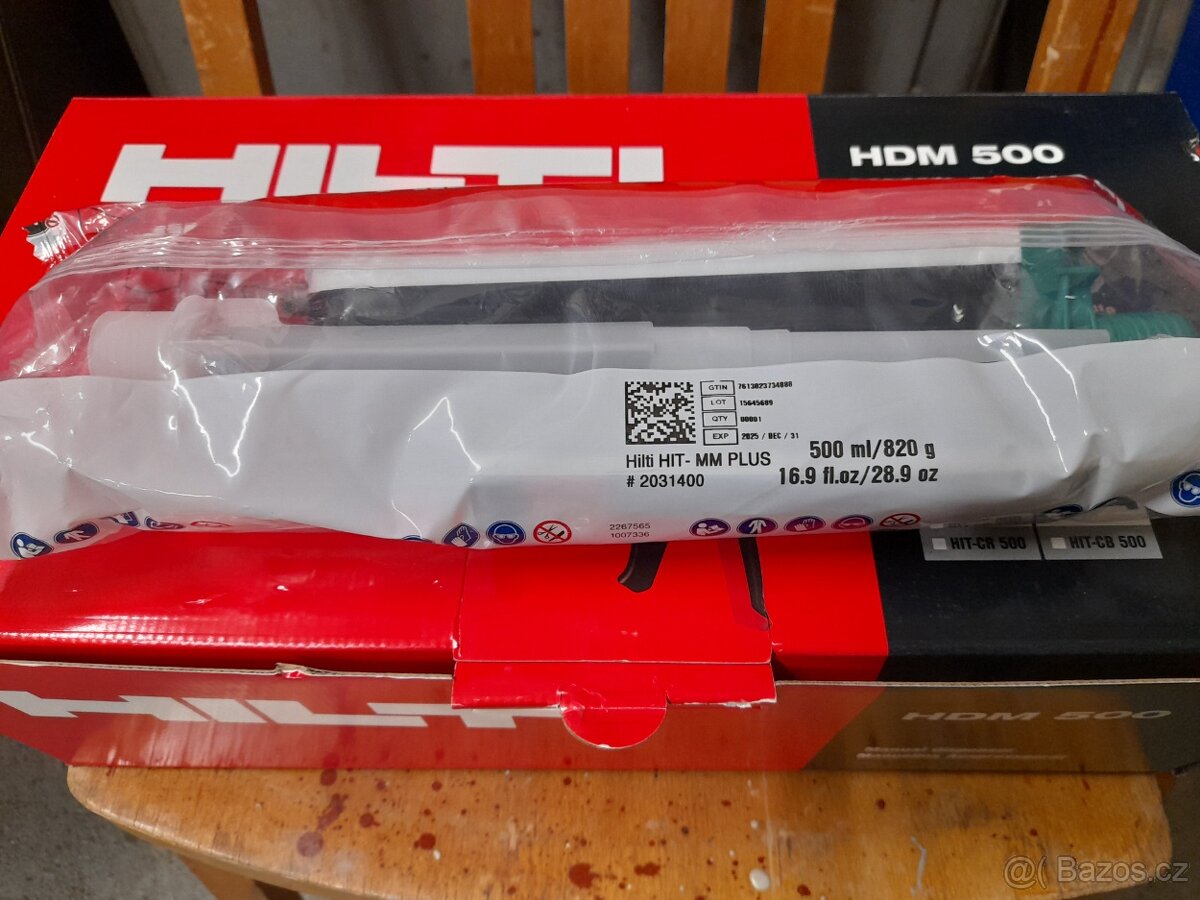 HILTI
HDM 500
GTIN 7613023734888
LOT 15645689
QTY 00001
EXP 2025 / DEC / 31
Hilti HIT- MM PLUS
# 2031400
500 ml/820 g
16.9 fl.oz/28.9 oz
2267565
1007336
HIT-CR 500
HIT-CB 500
HILTI
HDM 500
Manual dispenser
Bazos.cz